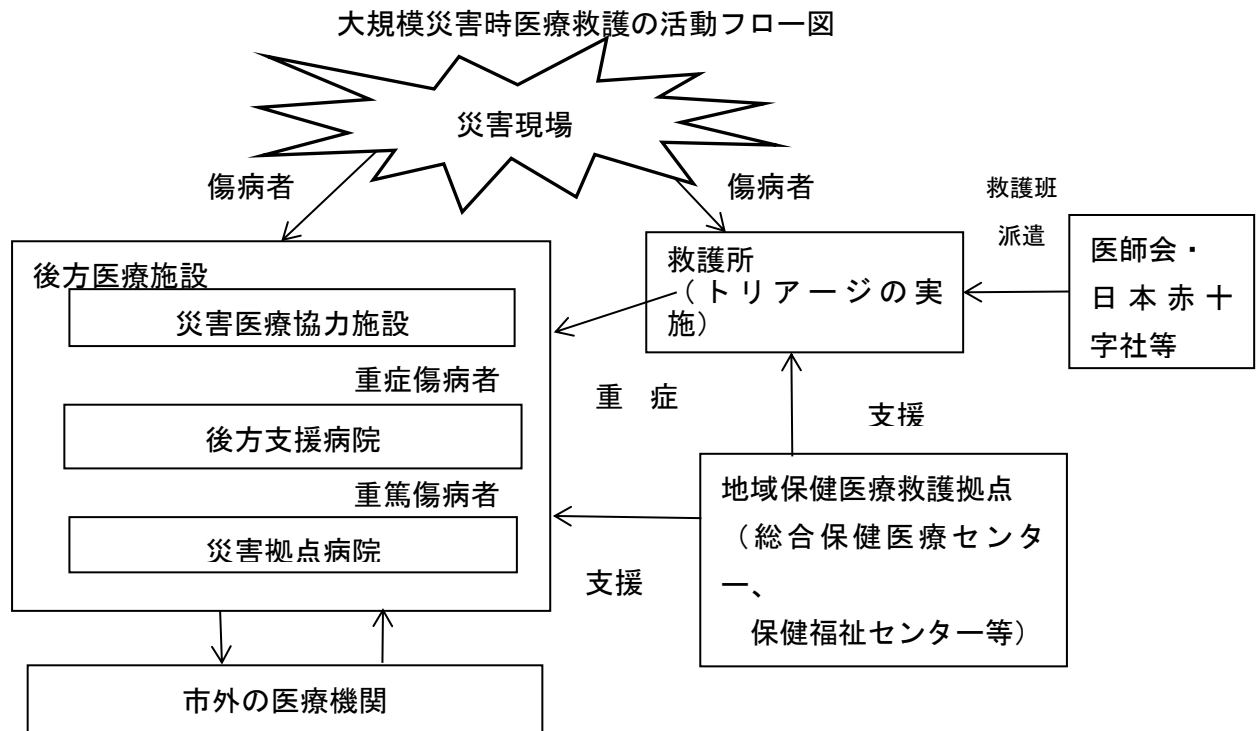 大規模災害時医療救護の活動フロー図
災害現場
傷病者
傷病者
救護班
派遣
医師会・
日本赤十
字社等
救護所
（トリアージの実
施）
後方医療施設
災害医療協力施設
重症傷病者
重　症
支援
後方支援病院
重篤傷病者
災害拠点病院
支援
地域保健医療救護拠点
（総合保健医療センタ
ー、
保健福祉センター等）
市外の医療機関